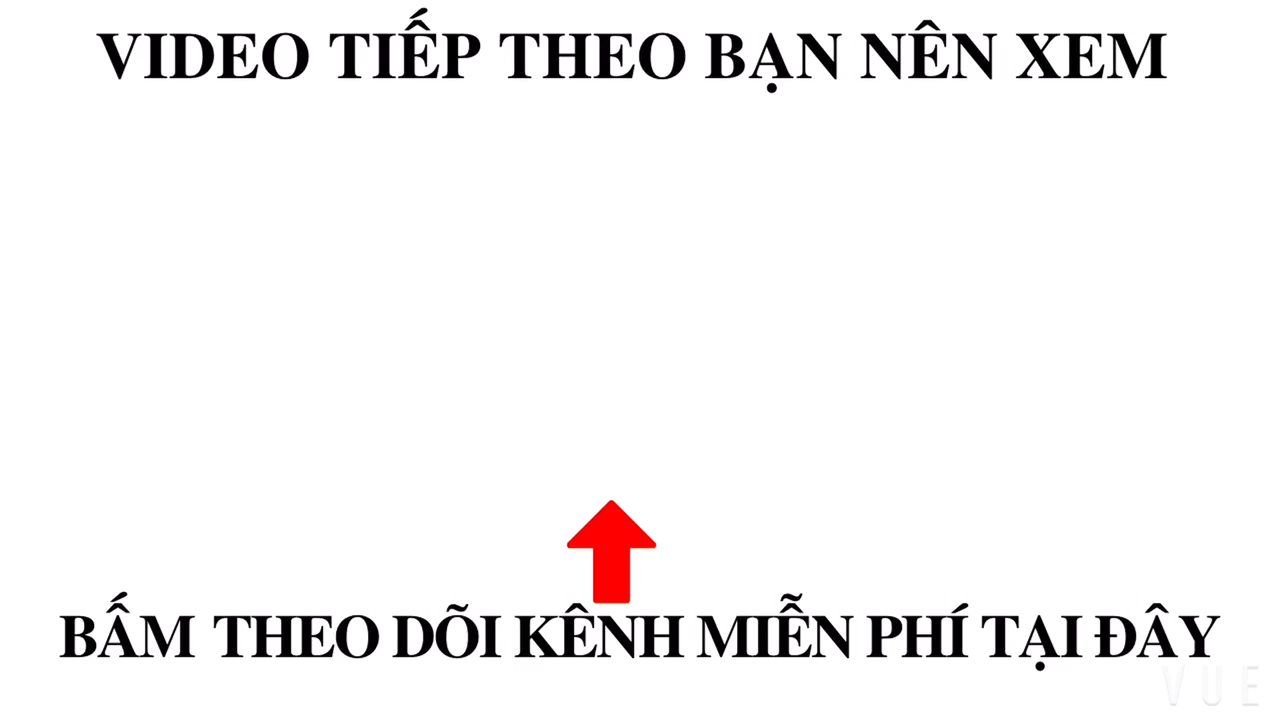 VIDEO TIẾP THEO BẠN NÊN XEM
BẤM THEO DÕI KÊNH MIỄN PHÍ TẠI ĐÂY
VUE